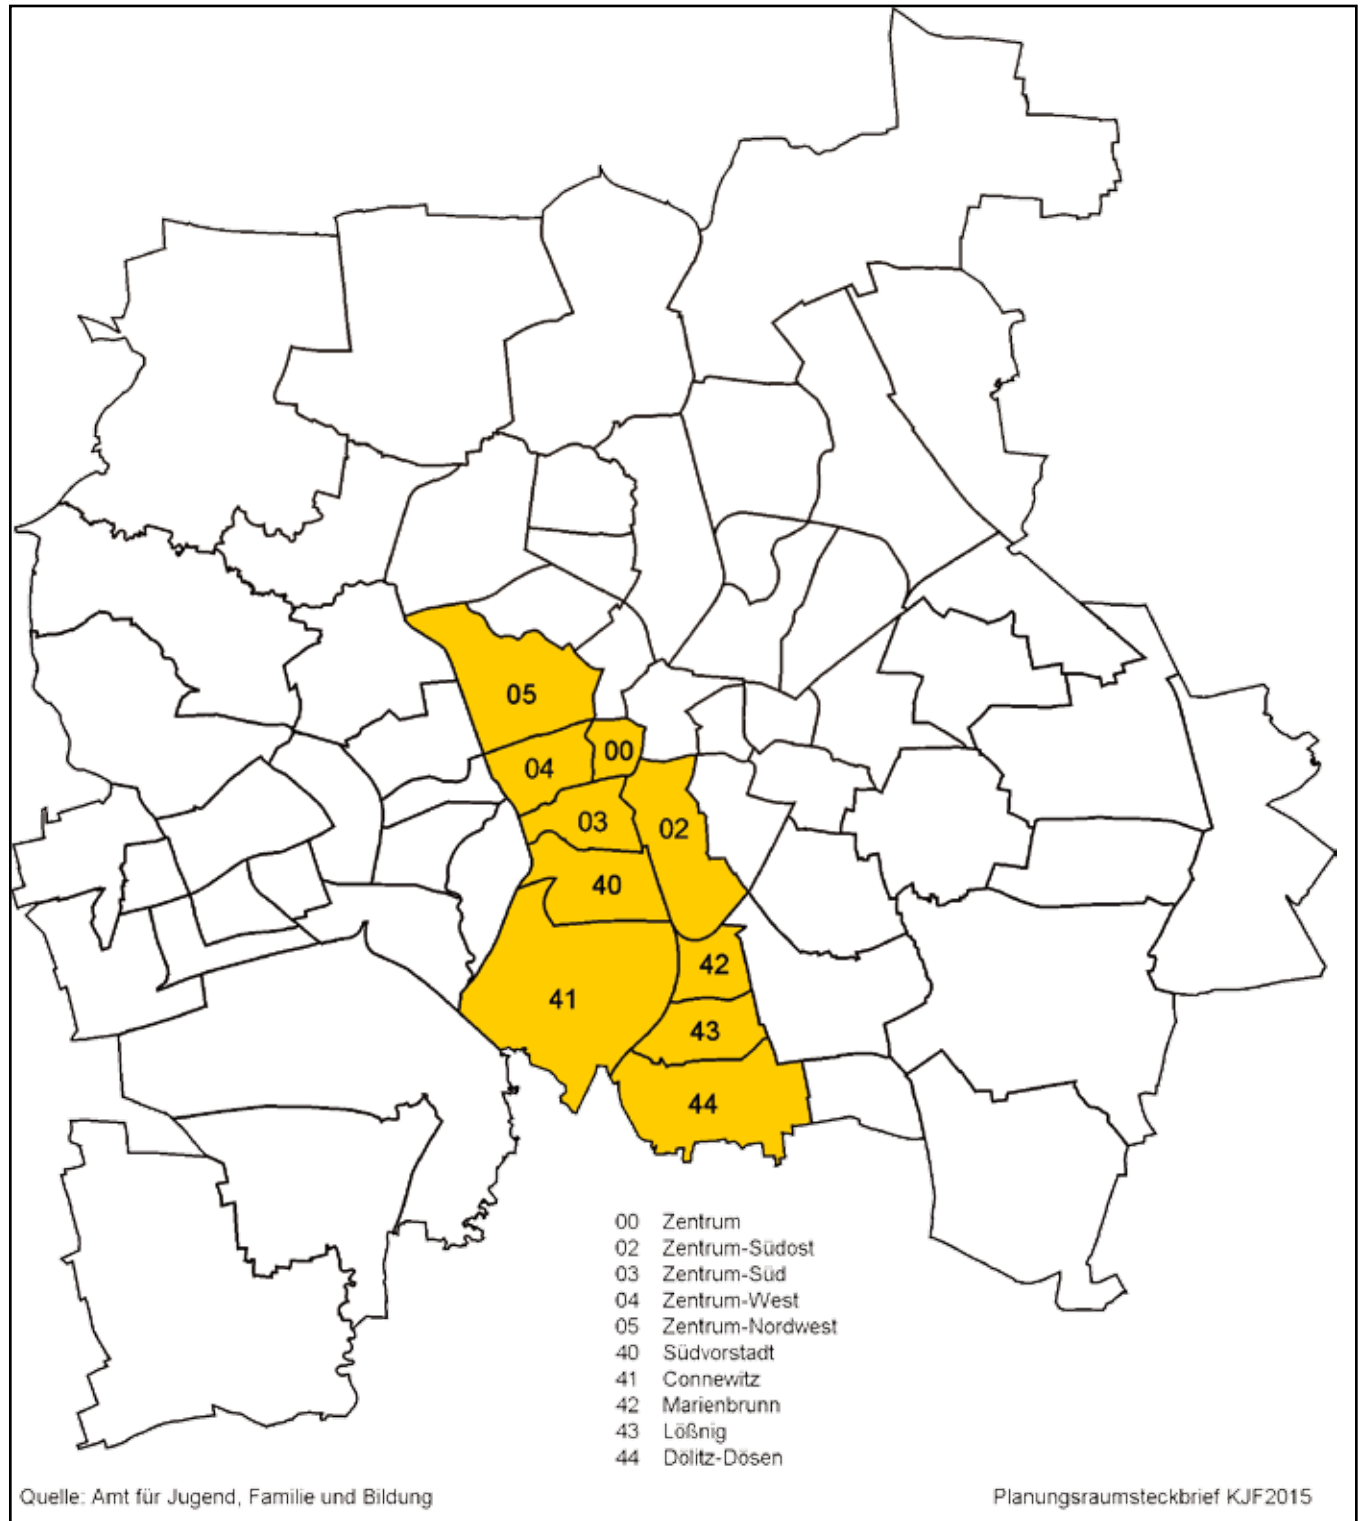 05
00
04
03
02
40
42
41
43
44
00 Zentrum
02 Zentrum-Südost
03 Zentrum-Süd
04 Zentrum-West
05 Zentrum-Nordwest
40 Südvorstadt
41 Connewitz
42 Marienbrunn
43 Lößnig
44 Dölitz-Dösen
Quelle: Amt für Jugend, Familie und Bildung
Planungsraumsteckbrief KJF2015